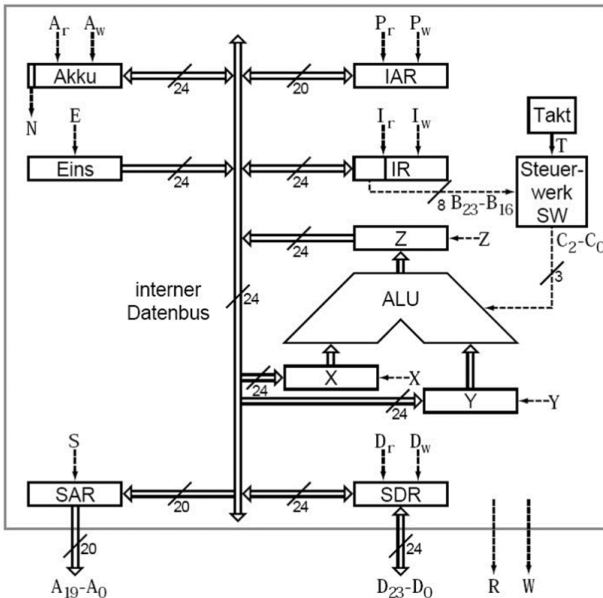 Ar Aw Pr Pw
Akku IAR Takt
24 20
N E Ir Iw T
Eins IR Steuer-
werk
SW
24 24 8 B23-B16
C2-C0
Z Z
24 3
interner
Datenbus
24 ALU
X X
24
Y Y
24
S Dr Dw
SAR SDR
20 24
20 24
A19-A0 D23-D0 R W